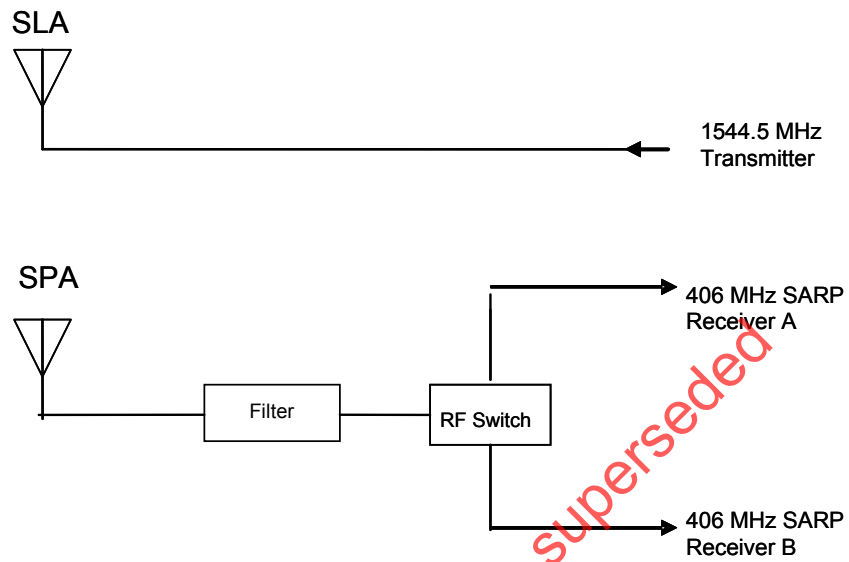 SLA
1544.5 MHz
Transmitter
SPA
406 MHz SARP
Receiver A
Filter
RF Switch
superseded
406 MHz SARP
Receiver B